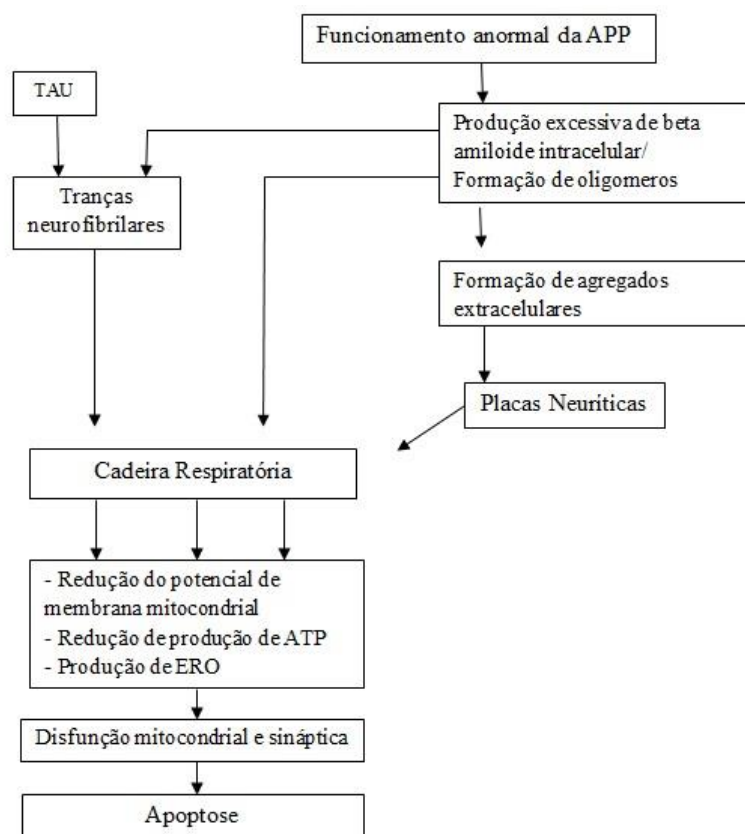 Funcionamento anormal da APP
TAU
Produção excessiva de beta
amiloide intracelular/
Formação de oligomeros
Tranças
neurofibrilares
Formação de agregados
extracelulares
Placas Neuríticas
Cadeira Respiratória
- Redução do potencial de
membrana mitocondrial
- Redução de produção de ATP
- Produção de ERO
Disfunção mitocondrial e sináptica
Apoptose